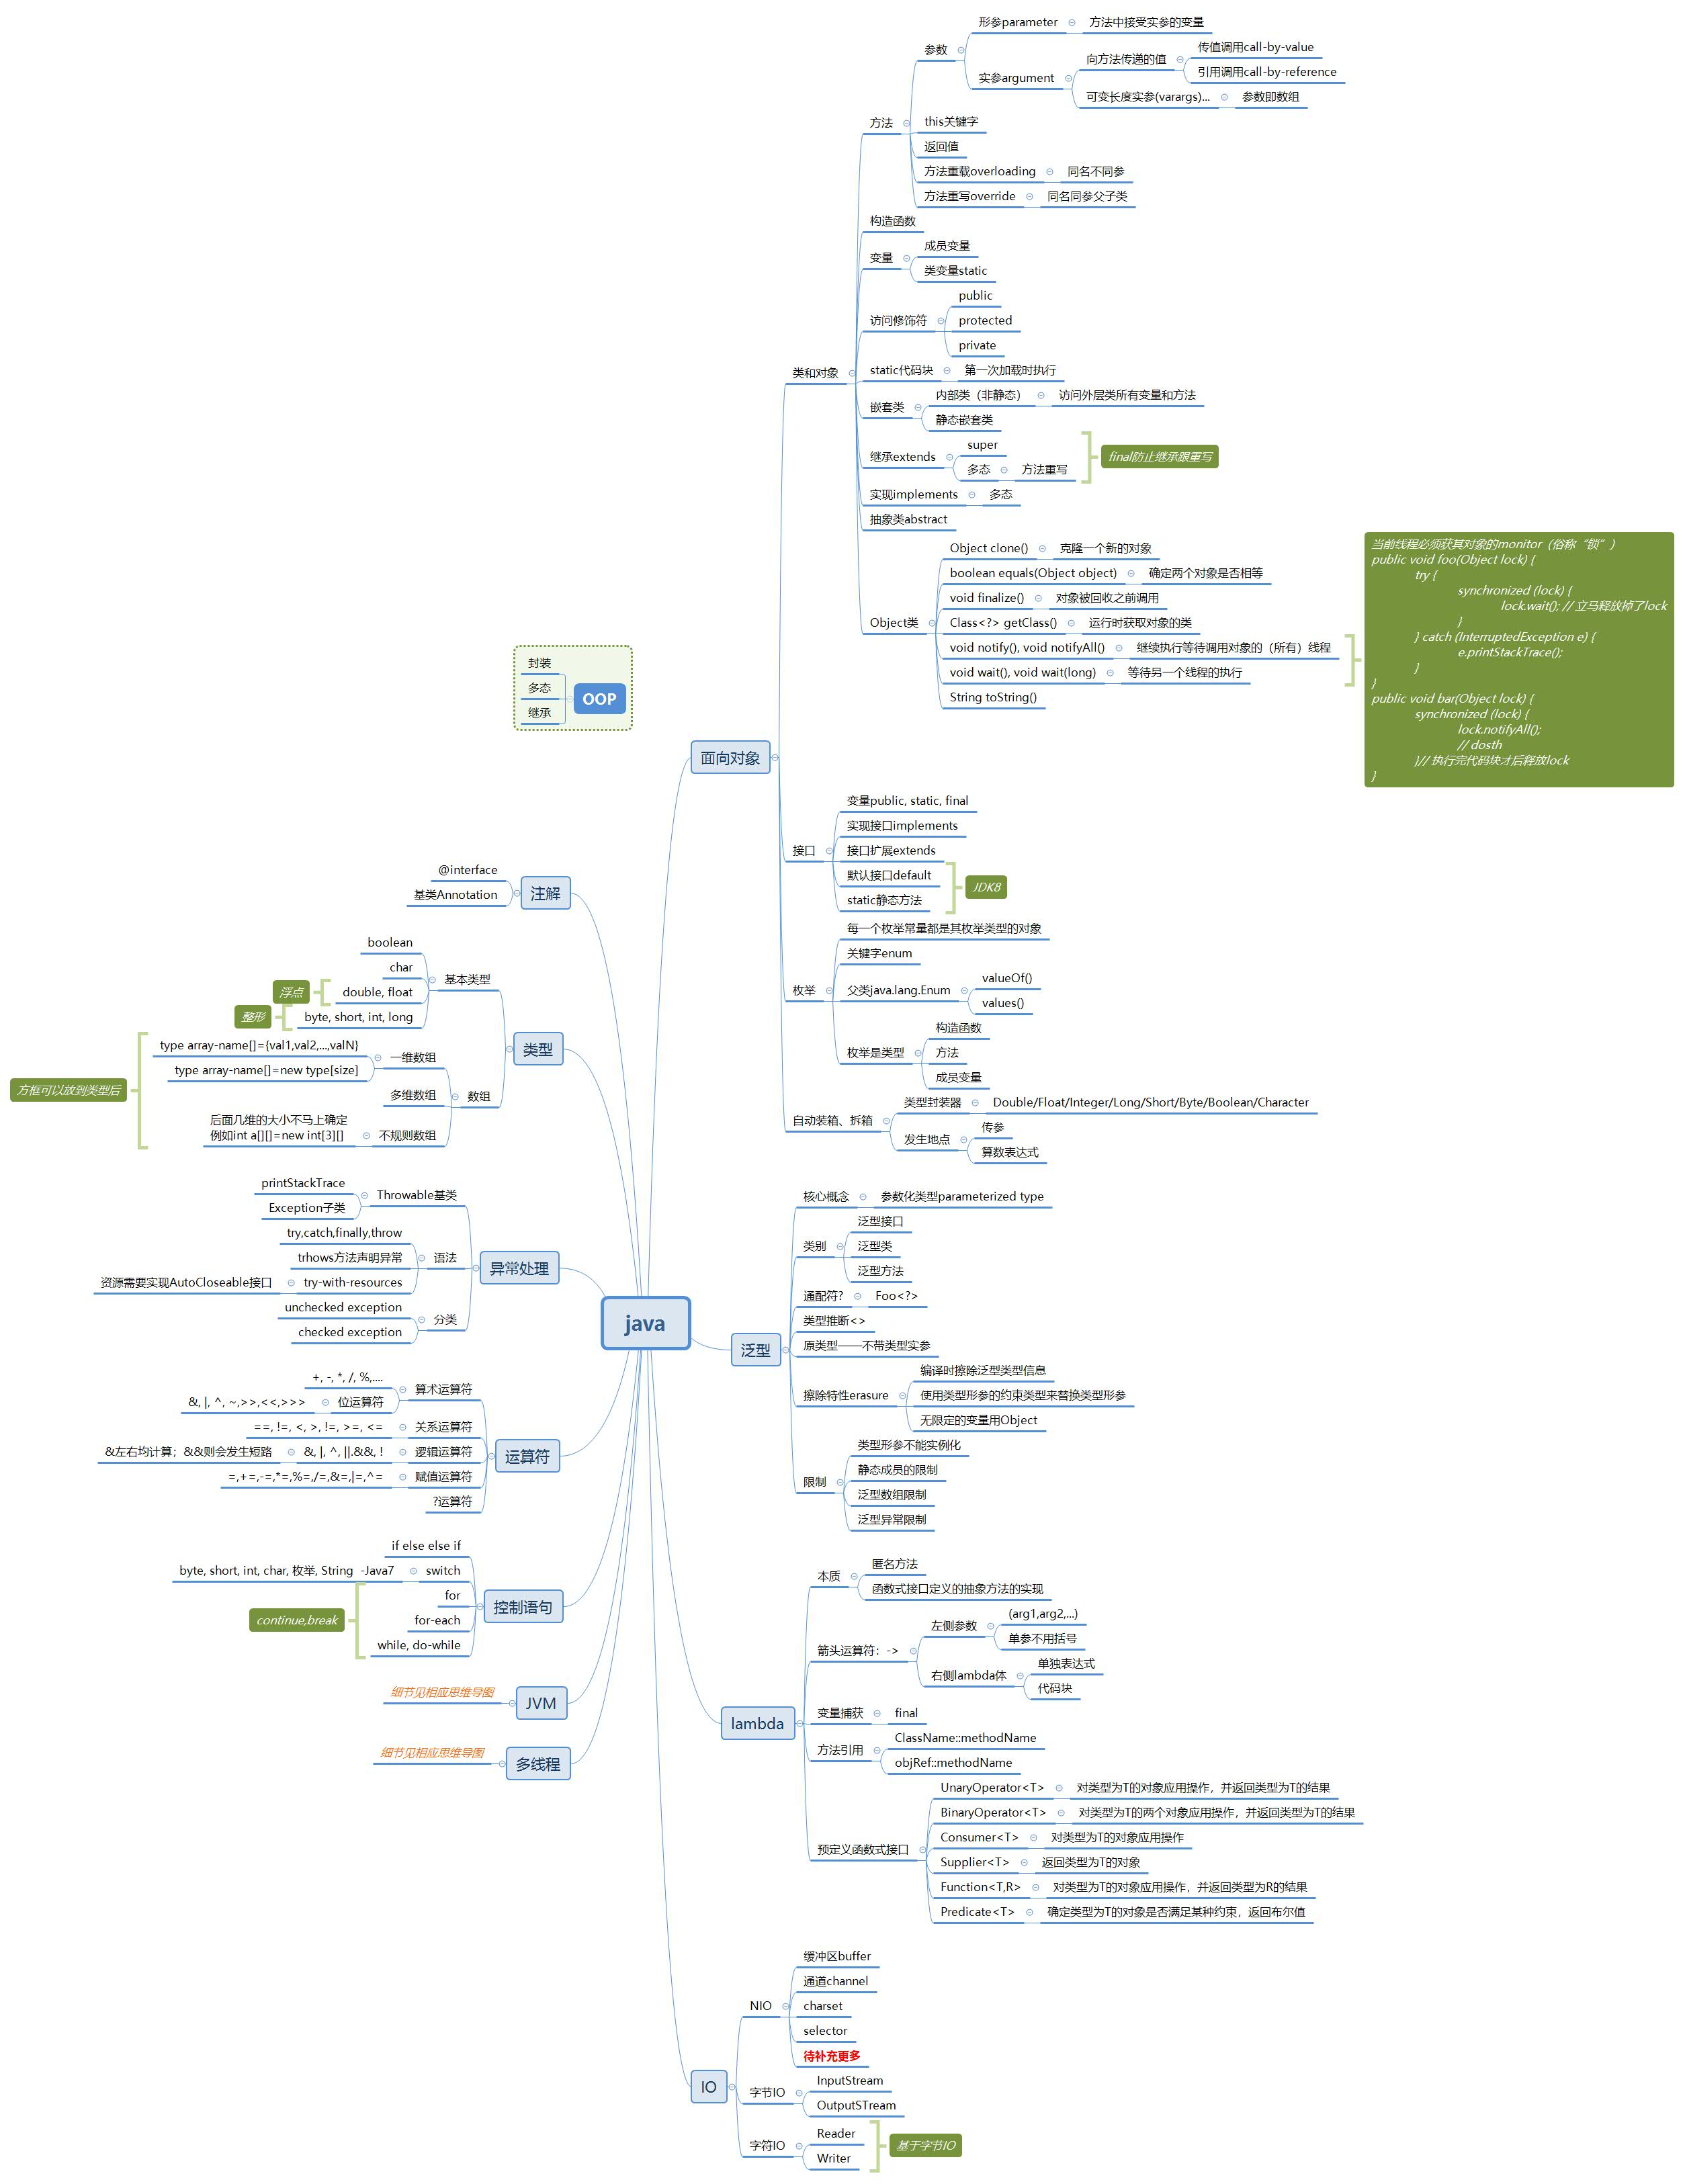 java
面向对象
类和对象
方法
参数
形参parameter
方法中接受实参的变量
实参argument
向方法传递的值
传值调用call-by-value
引用调用call-by-reference
可变长度实参(varargs)...
参数即数组
this关键字
返回值
方法重载overloading
同名不同参
方法重写override
同名同参父子类
构造函数
变量
成员变量
类变量static
访问修饰符
public
protected
private
static代码块
第一次加载时执行
嵌套类
内部类（非静态）
访问外层类所有变量和方法
静态嵌套类
继承extends
super
多态
方法重写
final防止继承跟重写
实现implements
多态
抽象类abstract
Object类
Object clone()
克隆一个新的对象
boolean equals(Object object)
确定两个对象是否相等
void finalize()
对象被回收之前调用
Class<?> getClass()
运行时获取对象的类
void notify(), void notifyAll()
继续执行等待调用对象的（所有）线程
void wait(), void wait(long)
等待另一个线程的执行
String toString()
当前线程必须获其对象的monitor（俗称“锁”）
public void foo(Object lock) {
try {
synchronized (lock) {
lock.wait(); // 立马释放掉了lock
}
} catch (InterruptedException e) {
e.printStackTrace();
}
}
public void bar(Object lock) {
synchronized (lock) {
lock.notifyAll();
// dosth
}// 执行完代码块才后释放lock
}
接口
变量public, static, final
实现接口implements
接口扩展extends
默认接口default
static静态方法
JDK8
枚举
每一个枚举常量都是其枚举类型的对象
关键字enum
父类java.lang.Enum
valueOf()
values()
枚举是类型
构造函数
方法
成员变量
自动装箱、拆箱
类型封装器
Double/Float/Integer/Long/Short/Byte/Boolean/Character
发生地点
传参
算数表达式
泛型
核心概念
参数化类型parameterized type
类别
泛型接口
泛型类
泛型方法
通配符?
Foo<?>
类型推断<>
原类型——不带类型实参
擦除特性erasure
编译时擦除泛型类型信息
使用类型形参的约束类型来替换类型形参
无限定的变量用Object
限制
类型形参不能实例化
静态成员的限制
泛型数组限制
泛型异常限制
lambda
本质
匿名方法
函数式接口定义的抽象方法的实现
箭头运算符：->
左侧参数
(arg1,arg2,...)
单参不用括号
右侧lambda体
单独表达式
代码块
变量捕获
final
方法引用
ClassName::methodName
objRef::methodName
预定义函数式接口
UnaryOperator<T>
对类型为T的对象应用操作，并返回类型为T的结果
BinaryOperator<T>
对类型为T的两个对象应用操作，并返回类型为T的结果
Consumer<T>
对类型为T的对象应用操作
Supplier<T>
返回类型为T的对象
Function<T,R>
对类型为T的对象应用操作，并返回类型为R的结果
Predicate<T>
确定类型为T的对象是否满足某种约束，返回布尔值
IO
NIO
缓冲区buffer
通道channel
charset
selector
待补充更多
字节IO
InputStream
OutputSTream
字符IO
Reader
Writer
基于字节IO
OOP
封装
多态
继承
注解
@interface
基类Annotation
类型
基本类型
boolean
char
double, float
浮点
byte, short, int, long
整形
数组
一维数组
type array-name[]={val1,val2,...,valN}
type array-name[]=new type[size]
多维数组
不规则数组
后面几维的大小不马上确定
例如int a[][]=new int[3][]
方框可以放到类型后
异常处理
Throwable基类
printStackTrace
Exception子类
语法
try,catch,finally,throw
trhows方法声明异常
try-with-resources
资源需要实现AutoCloseable接口
分类
unchecked exception
checked exception
运算符
算术运算符
+, -, *, /, %,....
位运算符
&, |, ^, ~,>>,<<,>>>
关系运算符
==, !=, <, >, !=, >=, <=
逻辑运算符
&, |, ^, ||.&&, !
&左右均计算；&&则会发生短路
赋值运算符
=,+=,-=,*=,%=,/=,&=,|=,^=
?运算符
控制语句
if else else if
switch
byte, short, int, char, 枚举, String -Java7
for
for-each
while, do-while
continue,break
JVM
细节见相应思维导图
多线程
细节见相应思维导图